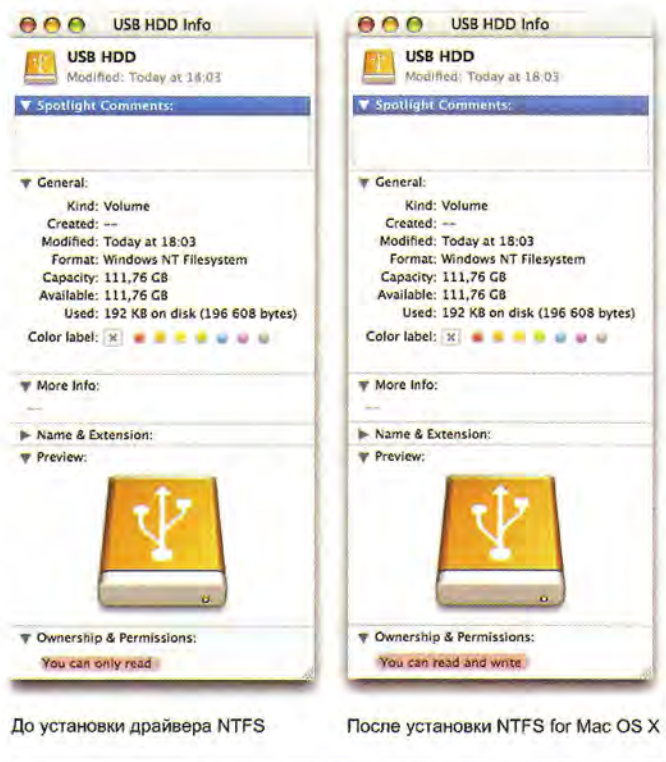 USB HDD Info
USB HDD
Modified: Today at 18:03
Spotlight Comments:
General:
Kind: Volume
Created: --
Modified: Today at 18:03
Format: Windows NT Filesystem
Capacity: 111,76 GB
Available: 111,76 GB
Used: 192 KB on disk (196 608 bytes)
Color label:
More Info:
--
Name & Extension:
Preview:
Ownership & Permissions:
You can only read
До установки драйвера NTFS
USB HDD Info
USB HDD
Modified: Today at 18:03
Spotlight Comments:
General:
Kind: Volume
Created: --
Modified: Today at 18:03
Format: Windows NT Filesystem
Capacity: 111,76 GB
Available: 111,76 GB
Used: 192 KB on disk (196 608 bytes)
Color label:
More Info:
--
Name & Extension:
Preview:
Ownership & Permissions:
You can read and write
После установки NTFS for Mac OS X